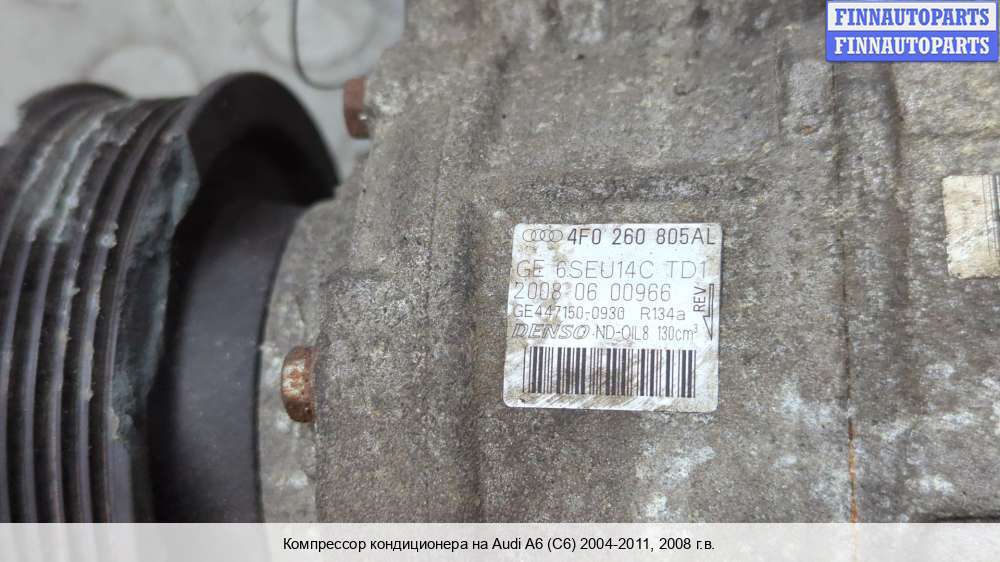 FINNAUTOPARTS
FINNAUTOPARTS
4F0 260 805AL
GE 6SEU14C TD1
2008 06 00966
GE447150-0930 R134a
DENSO ND-OIL8 130cm³
REV
Компрессор кондиционера на Audi A6 (C6) 2004-2011, 2008 г.в.